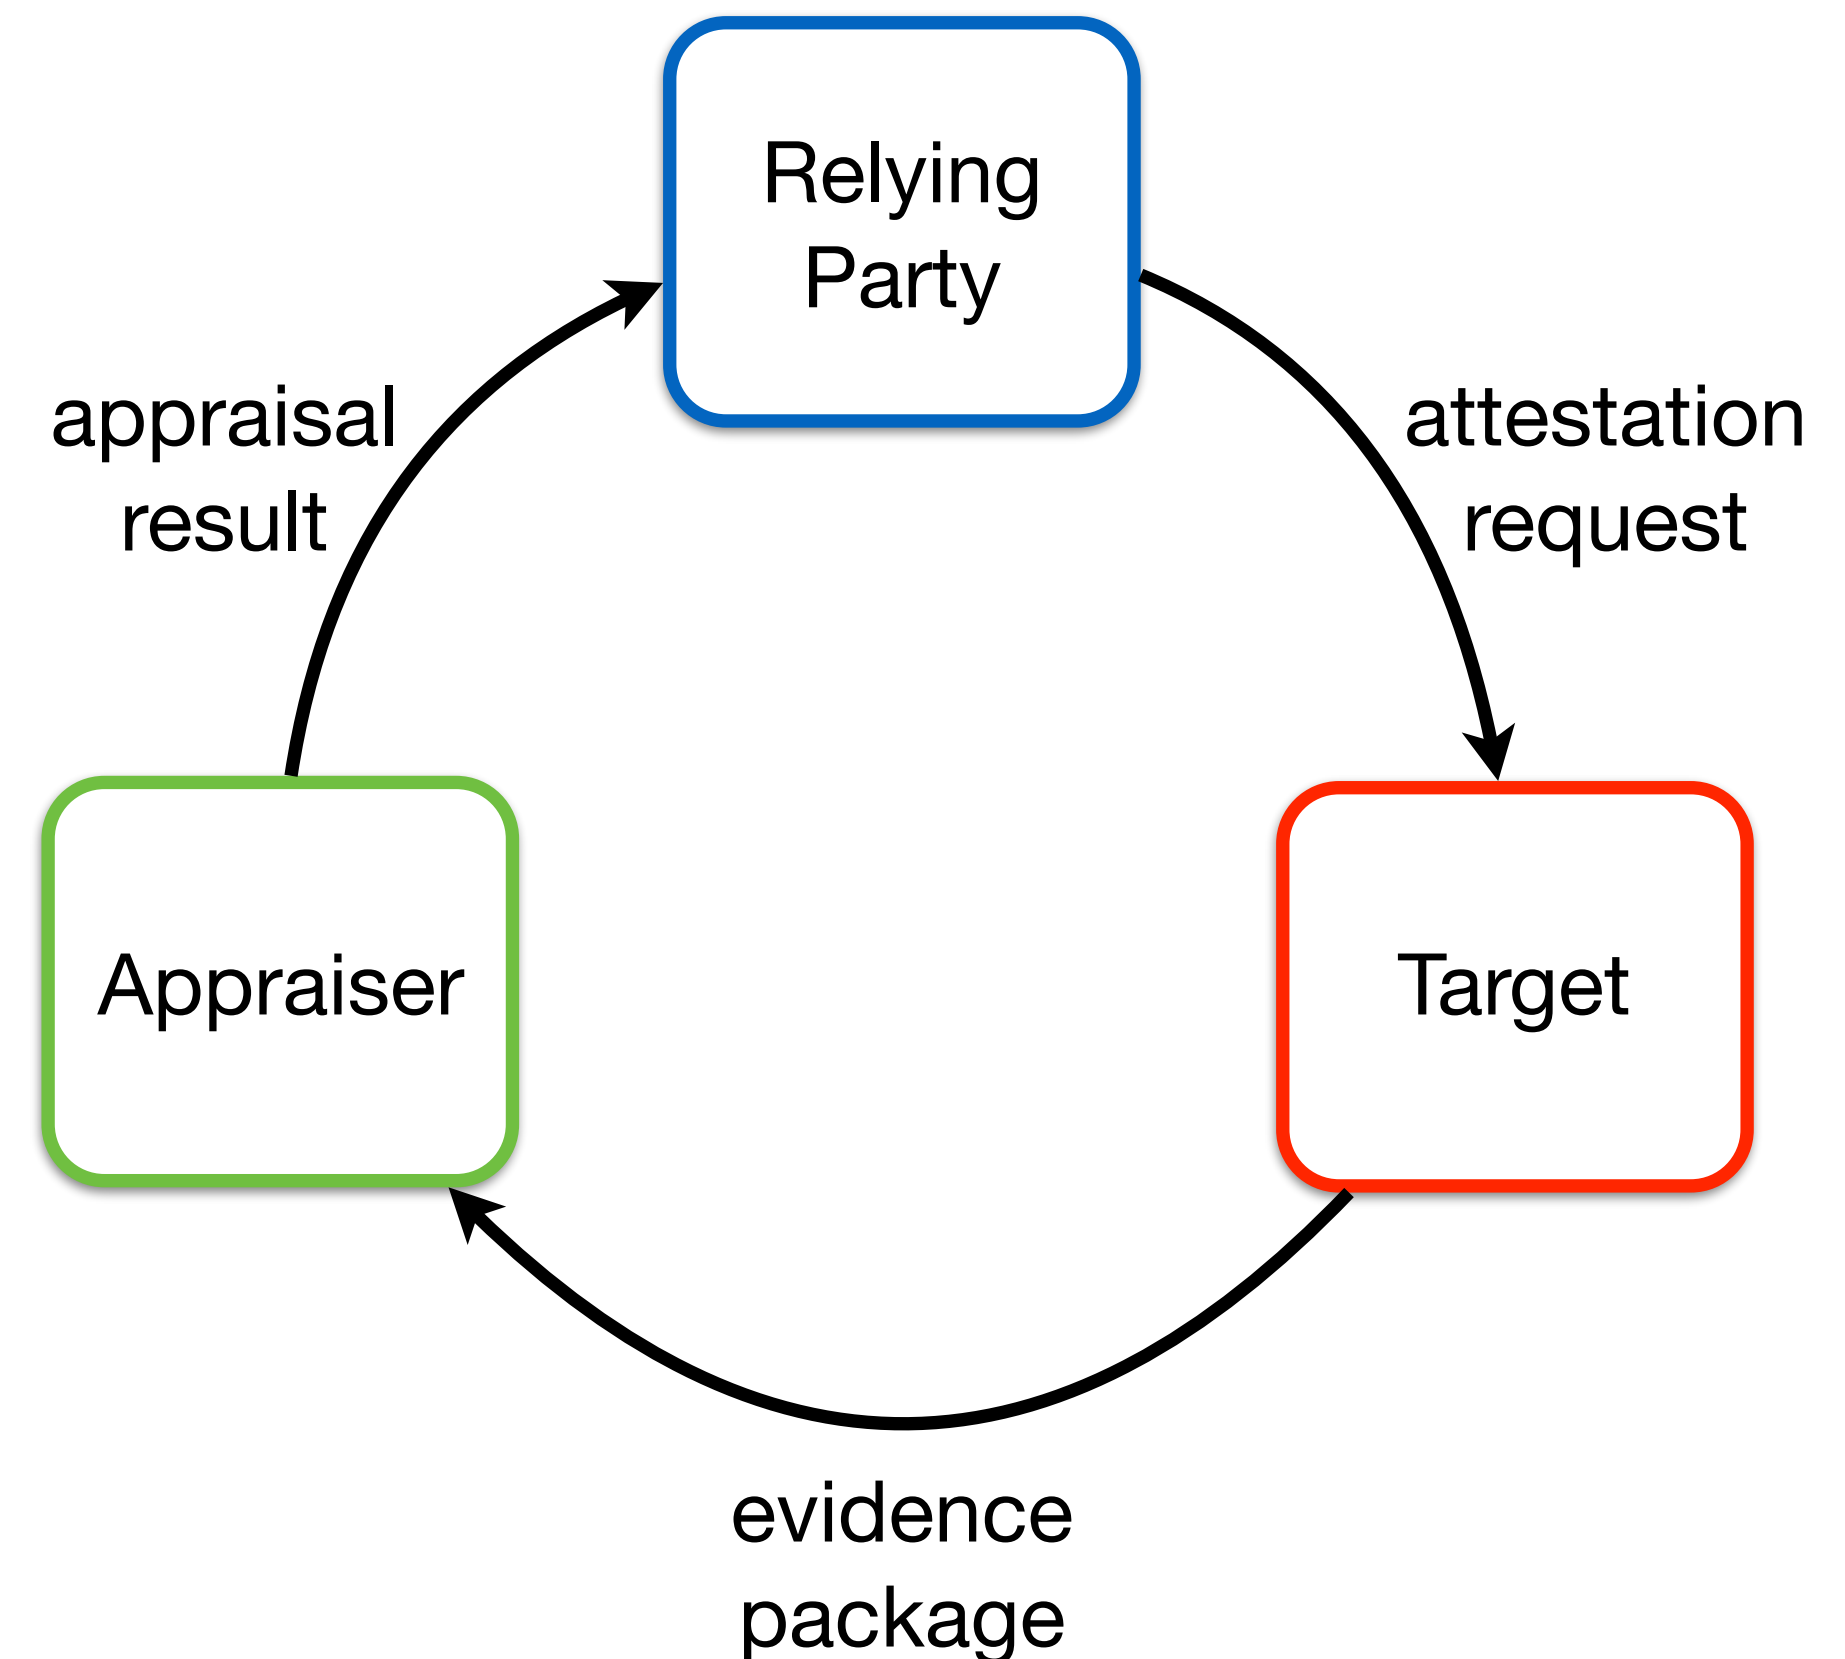 Relying
Party
appraisal
result
attestation
request
Appraiser
Target
evidence
package